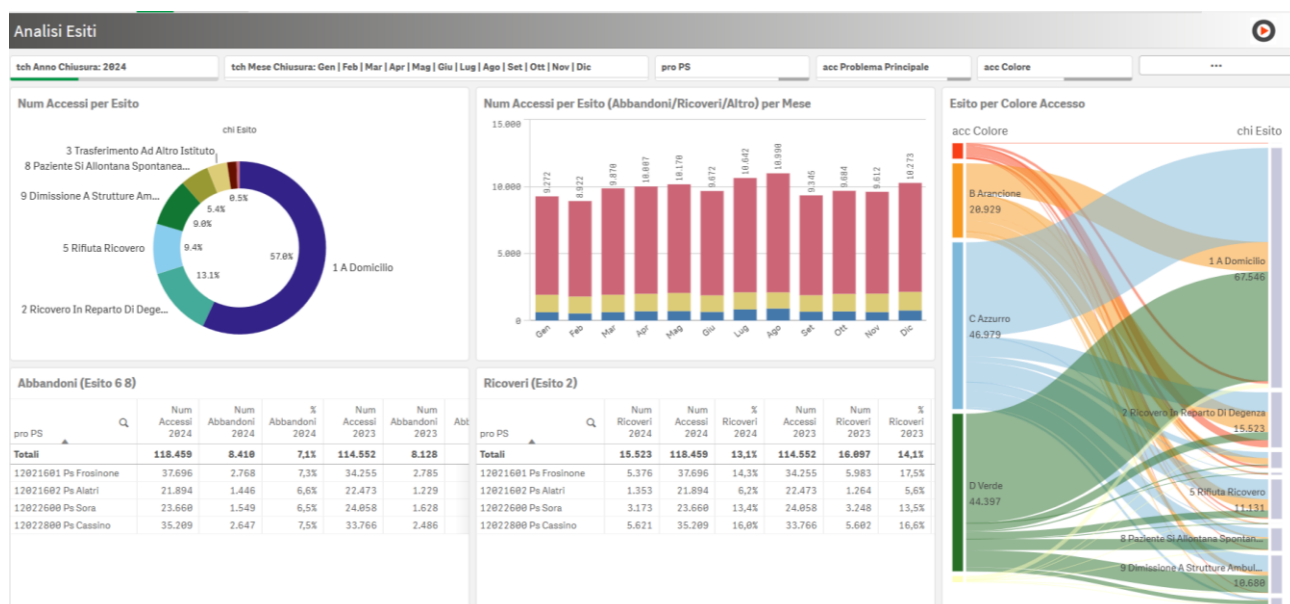 Analisi Esiti
tch Anno Chiusura: 2024
tch Mese Chiusura: Gen | Feb | Mar | Apr | Mag | Giu | Lug | Ago | Set | Ott | Nov | Dic
pro PS
acc Problema Principale
acc Colore
...
Num Accessi per Esito
chi Esito
3 Trasferimento Ad Altro Istituto
8 Paziente Si Allontana Spontanea...
9 Dimissione A Strutture Am...
5 Rifiuta Ricovero
2 Ricovero In Reparto Di Dege...
1 A Domicilio
0.5%
5.4%
9.0%
9.4%
13.1%
57.0%
Num Accessi per Esito (Abbandoni/Ricoveri/Altro) per Mese
15.000
10.000
5.000
0
9.272
8.922
9.870
10.007
10.170
9.672
10.642
10.990
9.345
9.684
9.612
10.273
Gen
Feb
Mar
Apr
Mag
Giu
Lug
Ago
Set
Ott
Nov
Dic
Esito per Colore Accesso
acc Colore
chi Esito
B Arancione
20.929
C Azzurro
46.979
D Verde
44.397
1 A Domicilio
67.546
2 Ricovero In Reparto Di Degenza
15.523
5 Rifiuta Ricovero
11.131
8 Paziente Si Allontana Spontan...
9 Dimissione A Strutture Ambul...
10.680
Abbandoni (Esito 6 8)
pro PS Num Accessi 2024 Num Abbandoni 2024 % Abbandoni 2024 Num Accessi 2023 Num Abbandoni 2023 Abb
Totali 118.459 8.410 7,1% 114.552 8.128
12021601 Ps Frosinone 37.696 2.768 7,3% 34.255 2.785
12021602 Ps Alatri 21.894 1.446 6,6% 22.473 1.229
12022600 Ps Sora 23.660 1.549 6,5% 24.058 1.628
12022800 Ps Cassino 35.209 2.647 7,5% 33.766 2.486
Ricoveri (Esito 2)
pro PS Num Ricoveri 2024 Num Accessi 2024 % Ricoveri 2024 Num Accessi 2023 Num Ricoveri 2023 % Ricoveri 2023
Totali 15.523 118.459 13,1% 114.552 16.097 14,1%
12021601 Ps Frosinone 5.376 37.696 14,3% 34.255 5.983 17,5%
12021602 Ps Alatri 1.353 21.894 6,2% 22.473 1.264 5,6%
12022600 Ps Sora 3.173 23.660 13,4% 24.058 3.248 13,5%
12022800 Ps Cassino 5.621 35.209 16,0% 33.766 5.602 16,6%